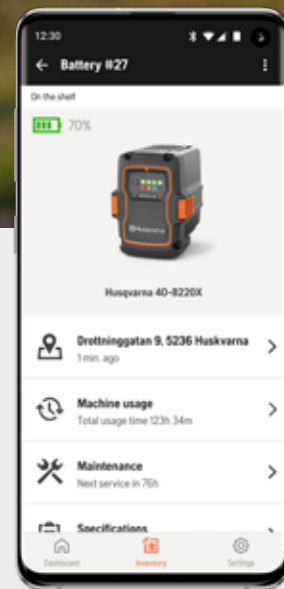 12:30
Battery #27
On the shelf
70%
Husqvarna
Husqvarna 40-B220X
Drottninggatan 9, 5236 Huskvarna
1 min. ago
Machine usage
Total usage time 123h 34m
Maintenance
Next service in 76h
Specifications
Dashboard
Inventory
Settings